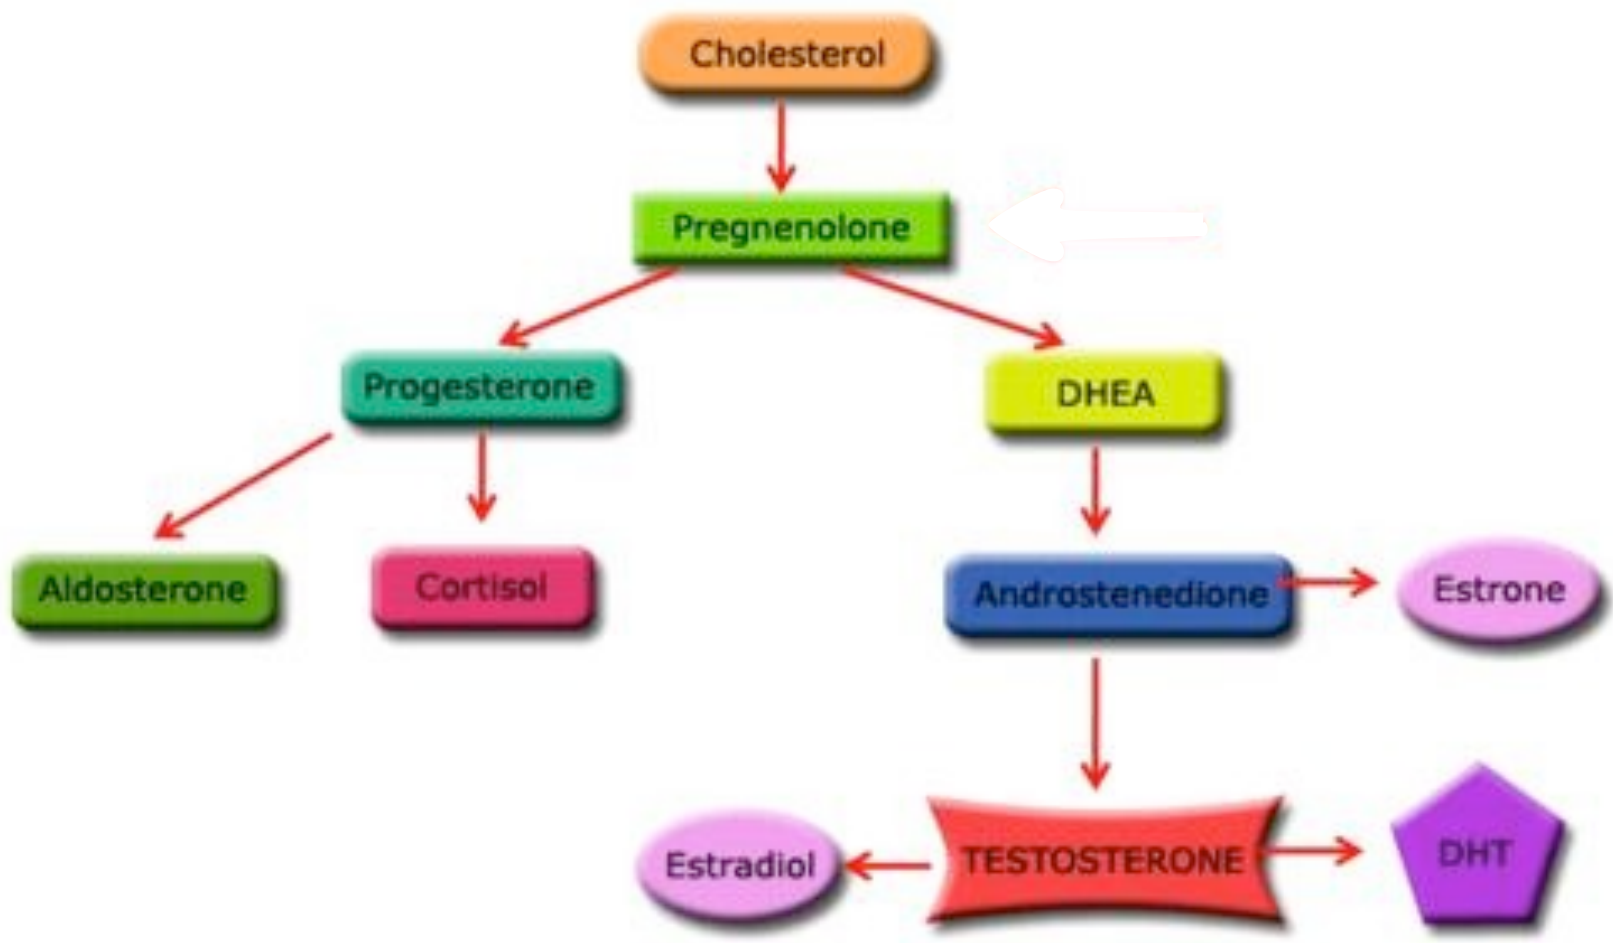 Cholesterol
Pregnenolone
Progesterone
DHEA
Aldosterone
Cortisol
Androstenedione
Estrone
Estradiol
TESTOSTERONE
DHT